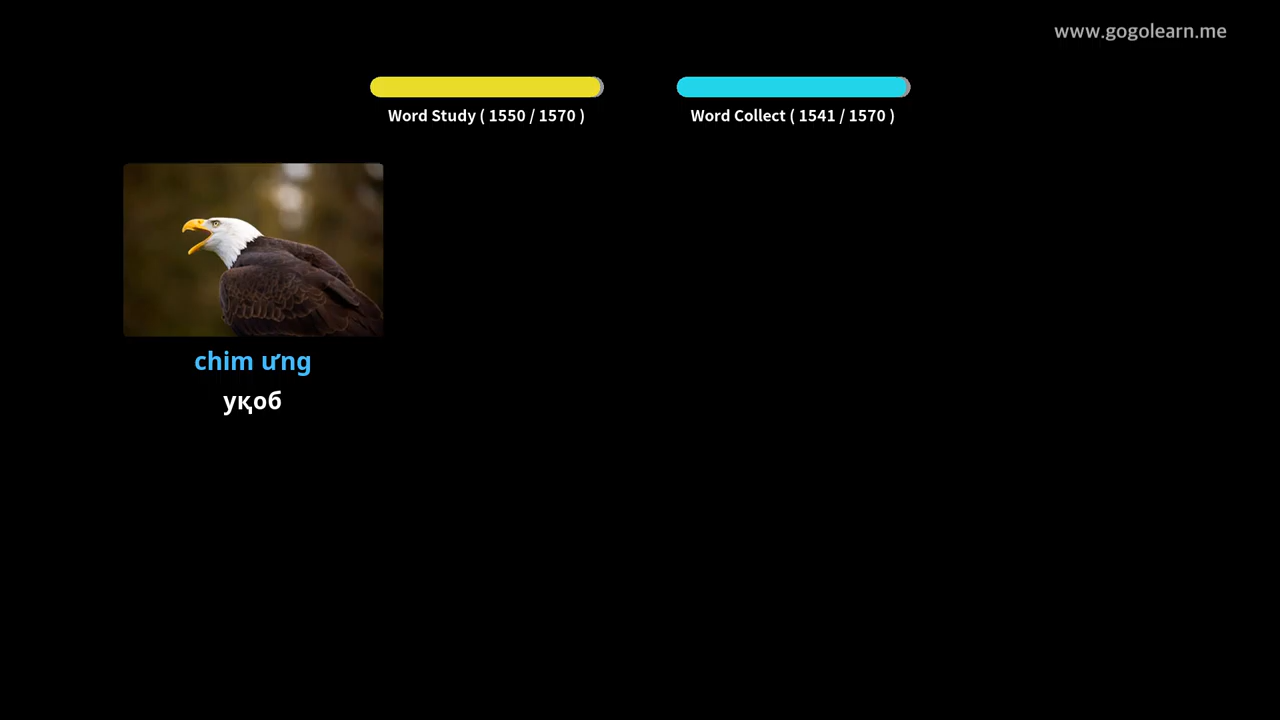 www.gogolearn.me
Word Study ( 1550 / 1570 )
Word Collect ( 1541 / 1570 )
chim ưng
уқоб